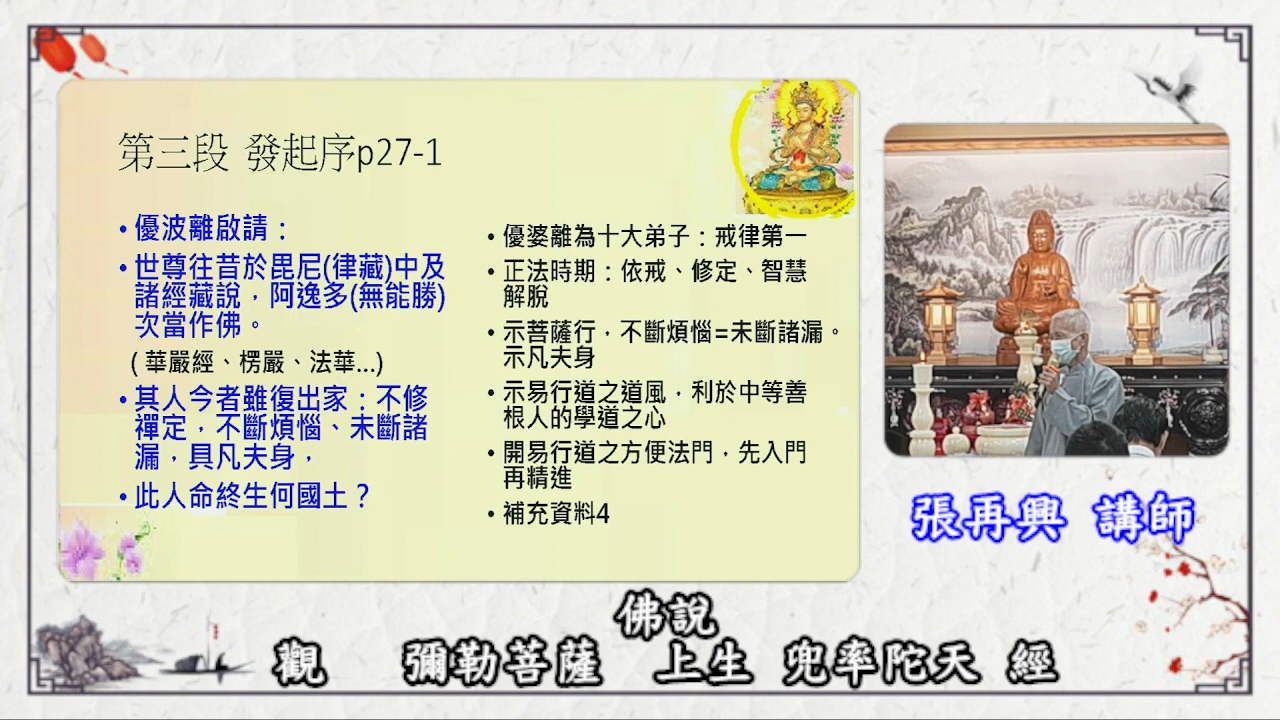 第三段 發起序p27-1
• 優波離啟請：
• 世尊往昔於毘尼(律藏)中及
諸經藏說，阿逸多(無能勝)
次當作佛。
( 華嚴經、楞嚴、法華...)
• 其人今者雖復出家：不修
禪定，不斷煩惱、未斷諸
漏，具凡夫身，
• 此人命終生何國土？
• 優婆離為十大弟子：戒律第一
• 正法時期：依戒、修定、智慧
解脫
• 示菩薩行，不斷煩惱=未斷諸漏。
示凡夫身
• 示易行道之道風，利於中等善
根人的學道之心
• 開易行道之方便法門，先入門
再精進
• 補充資料4
張再興 講師
佛說
觀 彌勒菩薩 上生 兜率陀天 經